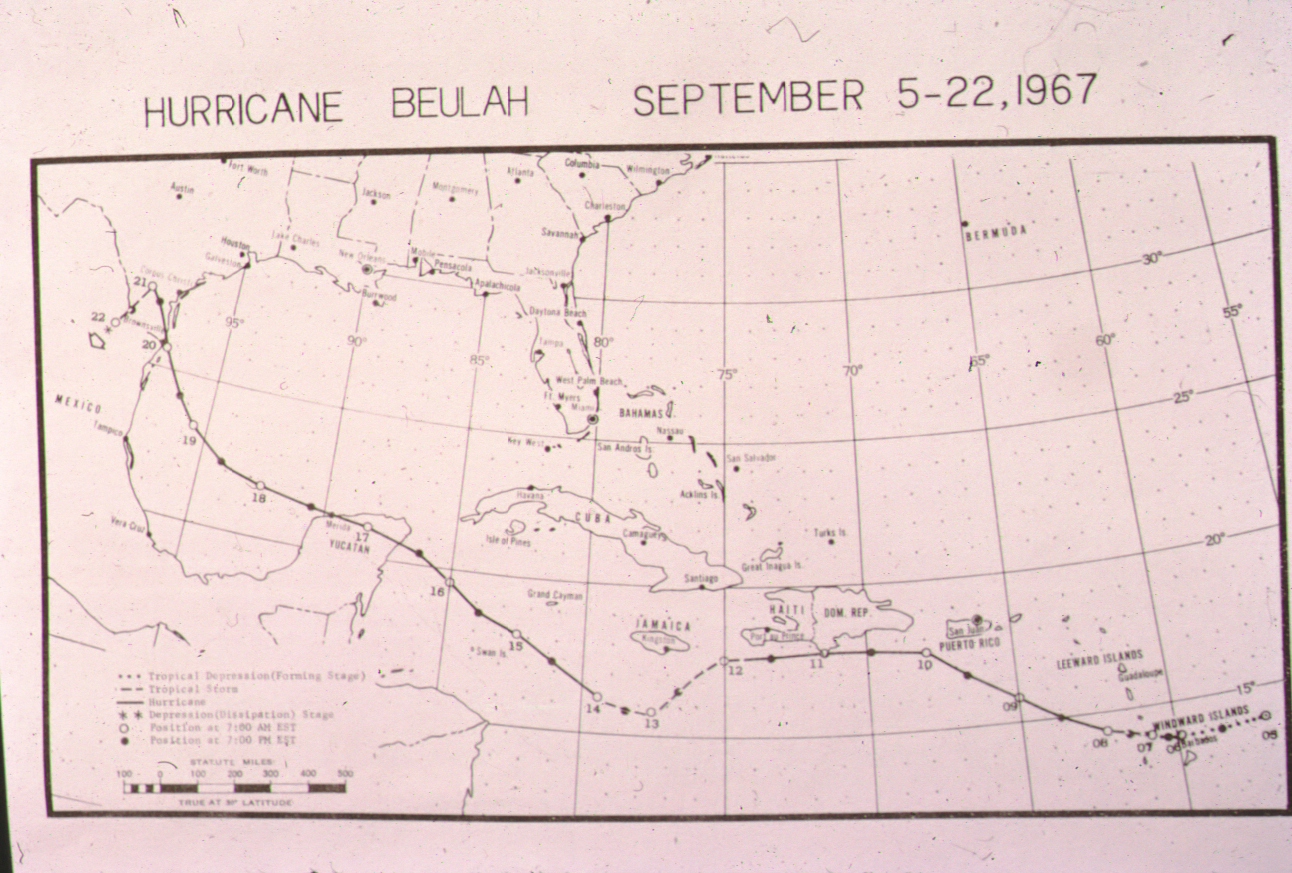 HURRICANE BEULAH SEPTEMBER 5-22, 1967
Fort Worth
Columbia
Wilmington
Atlanta
Austin
Jackson
Montgomery
Charleston
Savannah
BERMUDA
Houston
Lake Charles
New Orleans
Mobile
Pensacola
Galveston
30°
Corpus Christi
21
Jacksonville
Apalachicola
Burrwood
Daytona Beach
55°
22
Brownsville
95°
90°
85°
80°
60°
20
Tampa
75°
70°
65°
West Palm Beach
25°
MEXICO
Ft. Myers
Miami
BAHAMAS
Nassau
Tampico
19
Key West
San Andros Is.
San Salvador
18
Havana
Acklins Is.
CUBA
Vera Cruz
Merida
17
YUCATAN
Isle of Pines
Camaguey
Turks Is.
20°
Great Inagua Is.
Santiago
16
Grand Cayman
HAITI
DOM. REP.
JAMAICA
Kingston
Port au Prince
San Juan
PUERTO RICO
15
Swan Is.
12
11
10
LEEWARD ISLANDS
Guadaloupe
15°
Tropical Depression(Forming Stage)
Tropical Storm
Hurricane
** Depression(Dissipation) Stage
Position at 7:00 AM EST
Position at 7:00 PM EST
14
13
09
08
07
06
WINDWARD ISLANDS
Barbados
05
STATUTE MILES
100 0 100 200 300 400 500